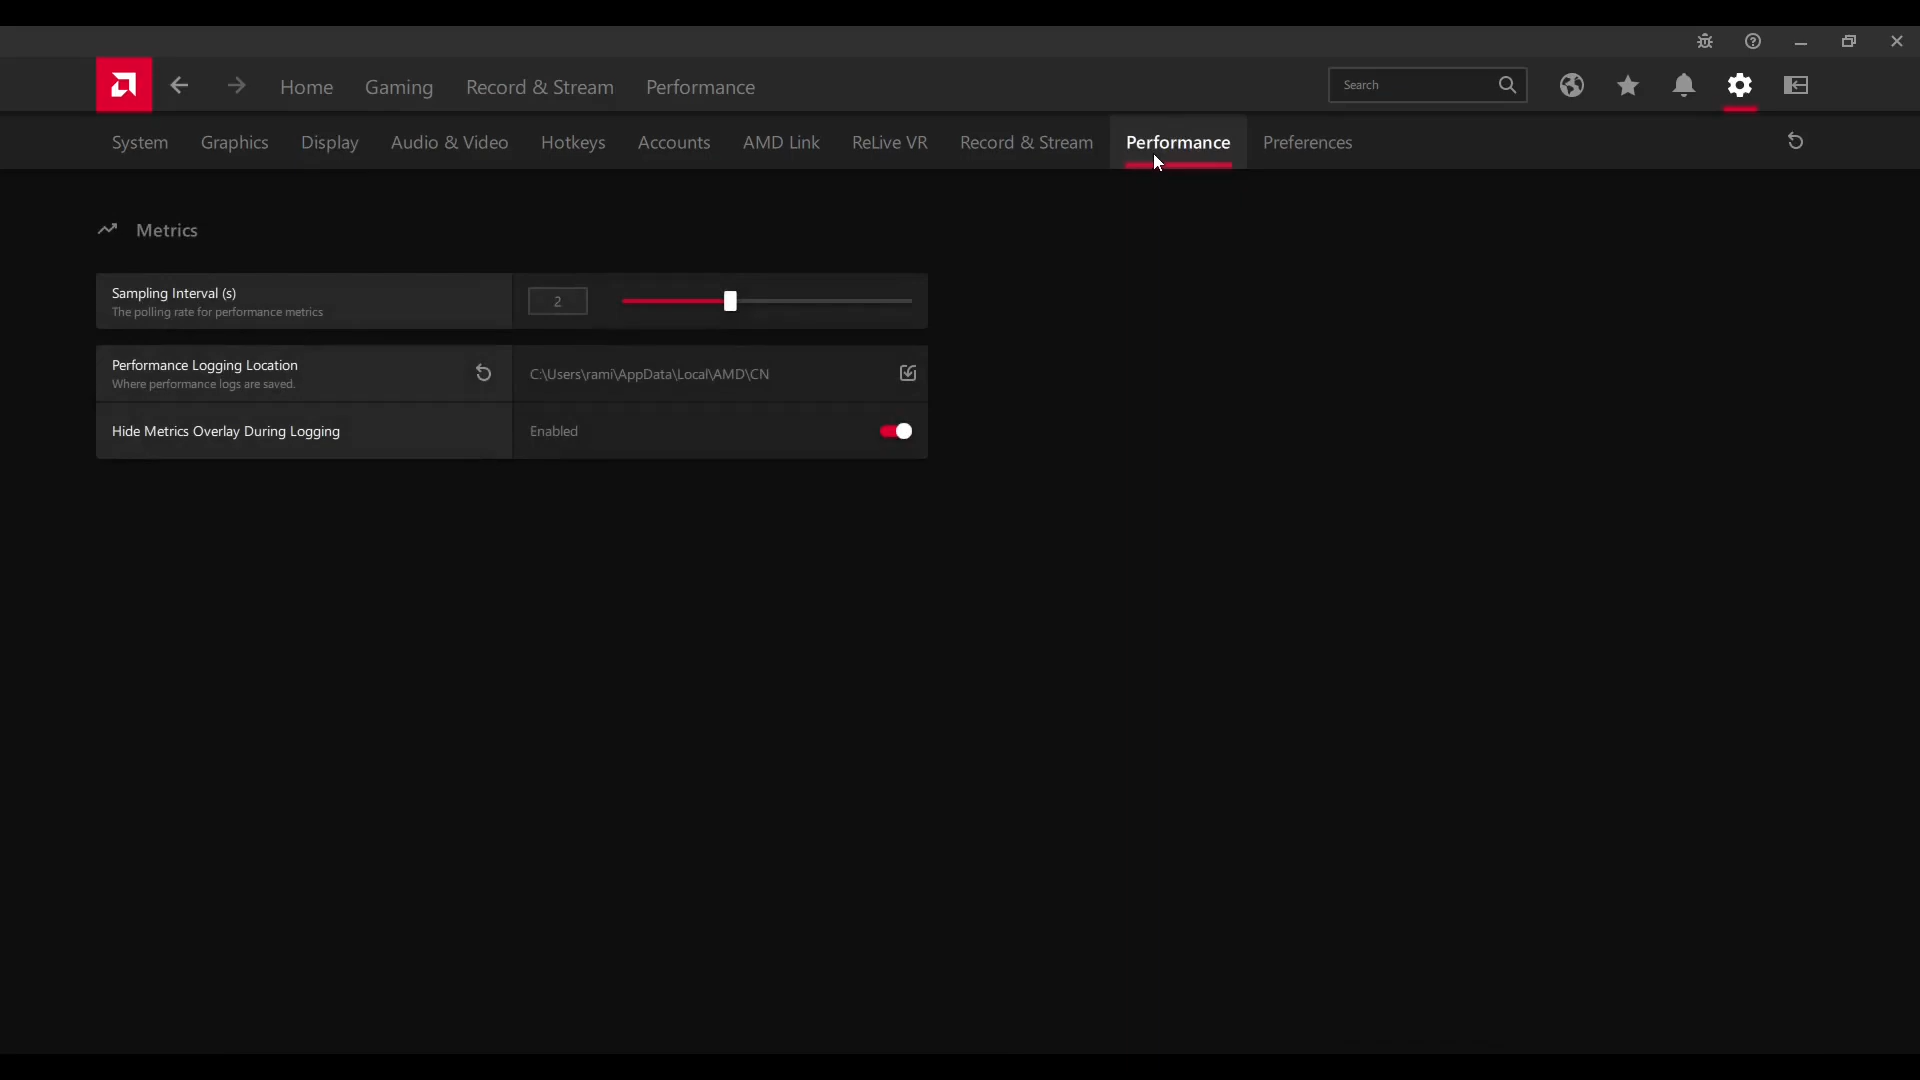 Home Gaming Record & Stream Performance Search
System Graphics Display Audio & Video Hotkeys Accounts AMD Link ReLive VR Record & Stream Performance Preferences
Metrics
Sampling Interval (s)
The polling rate for performance metrics
2
Performance Logging Location
Where performance logs are saved.
C:\Users\rami\AppData\Local\AMD\CN
Hide Metrics Overlay During Logging
Enabled